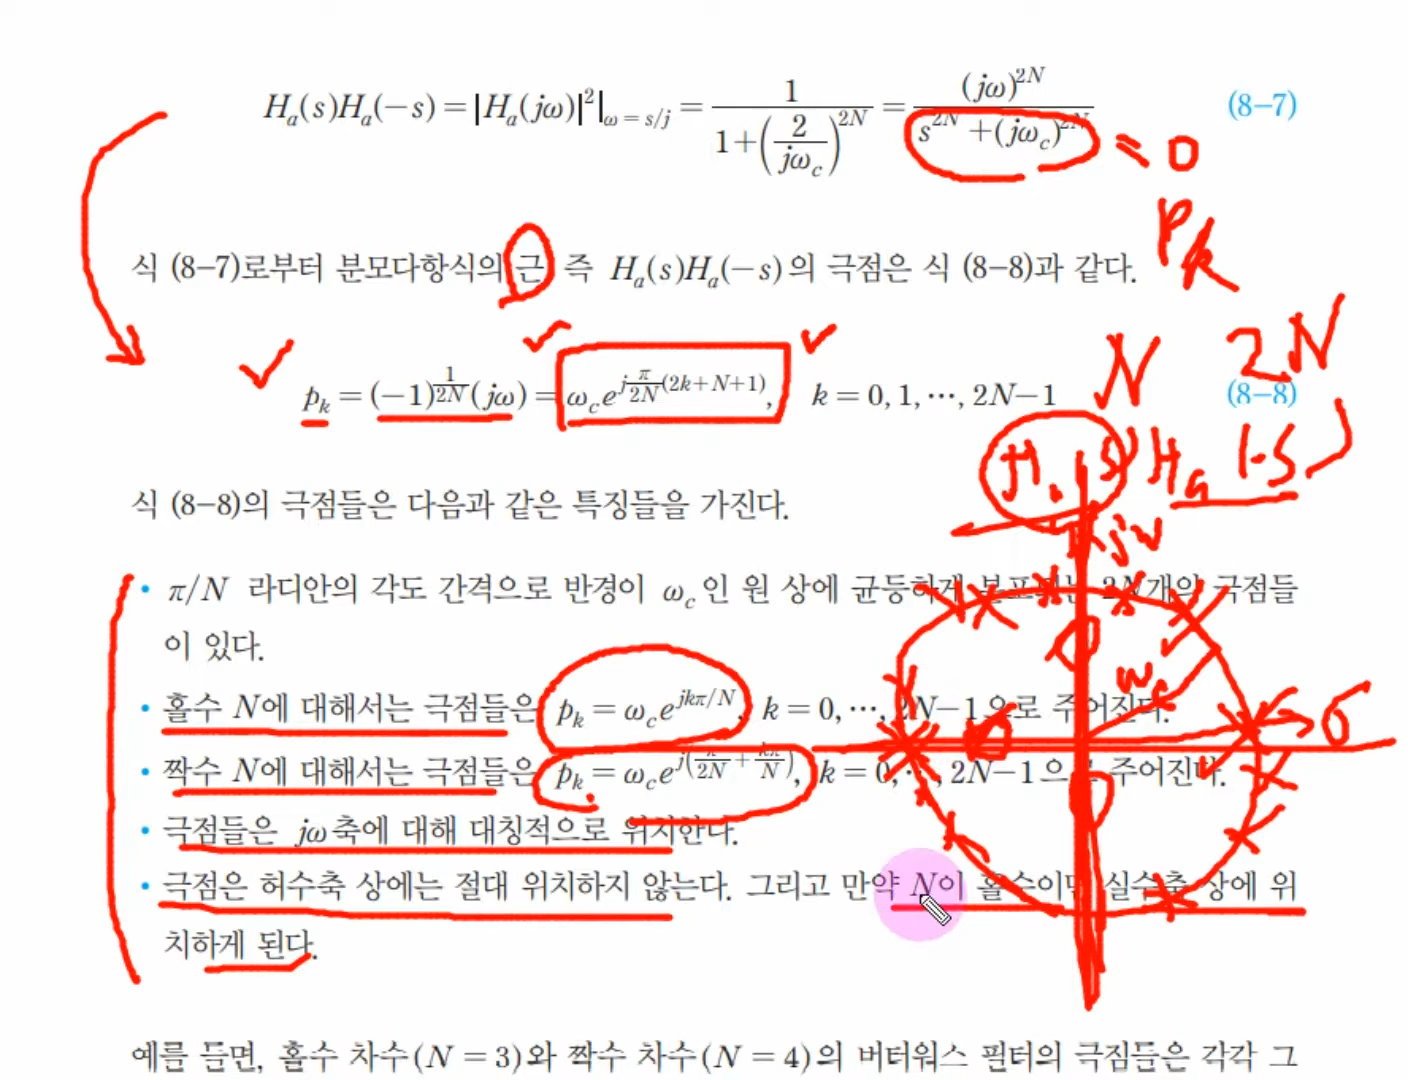 H_a(s)H_a(−s) = |H_a(jω)|²|_{ω = s/j} = 1 / (1+(2/(jω_c))^{2N}) = (jω)^{2N} / (s^{2N} + (jω_c)^{2N}) (8−7)
= 0
P_k
식 (8−7)로부터 분모다항식의 근 즉 H_a(s)H_a(−s)의 극점은 식 (8−8)과 같다.
N 2N
p_k = (−1)^{1/2N}(jω) = ω_c e^{j π/2N (2k+N+1)}, k = 0, 1, ⋯, 2N−1 (8−8)
H_a(s) H_a(-s)
식 (8−8)의 극점들은 다음과 같은 특징들을 가진다.
jw
• π/N 라디안의 각도 간격으로 반경이 ω_c인 원 상에 균등하게 분포되는 2N개의 극점들
이 있다.
w_c
• 홀수 N에 대해서는 극점들은 p_k = ω_c e^{jkπ/N}, k = 0, ⋯, 2N−1으로 주어진다.
σ
• 짝수 N에 대해서는 극점들은 p_k = ω_c e^{j(π/2N + kπ/N)}, k = 0, ⋯, 2N−1으로 주어진다.
• 극점들은 jω축에 대해 대칭적으로 위치한다.
• 극점은 허수축 상에는 절대 위치하지 않는다. 그리고 만약 N이 홀수이면 실수축 상에 위
치하게 된다.
예를 들면, 홀수 차수(N = 3)와 짝수 차수(N = 4)의 버터워스 필터의 극점들은 각각 그